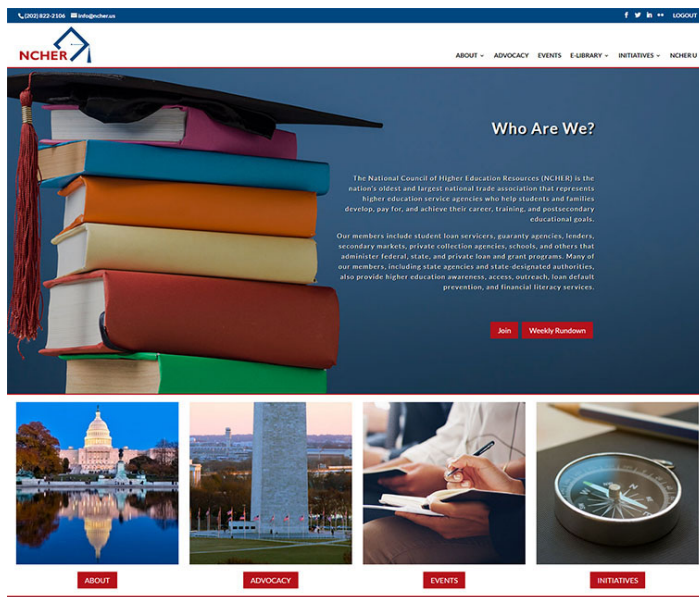 (202) 822-2106 info@ncher.us LOGOUT
NCHER
ABOUT ADVOCACY EVENTS E-LIBRARY INITIATIVES NCHER U
Who Are We?
The National Council of Higher Education Resources (NCHER) is the
nation's oldest and largest national trade association that represents
higher education service agencies who help students and families
develop, pay for, and achieve their career, training, and postsecondary
educational goals.
Our members include student loan servicers, guaranty agencies, lenders,
secondary markets, private collection agencies, schools, and others that
administer federal, state, and private loan and grant programs. Many of
our members, including state agencies and state-designated authorities,
also provide higher education awareness, access, outreach, loan default
prevention, and financial literacy services.
Join Weekly Rundown
ABOUT ADVOCACY EVENTS INITIATIVES